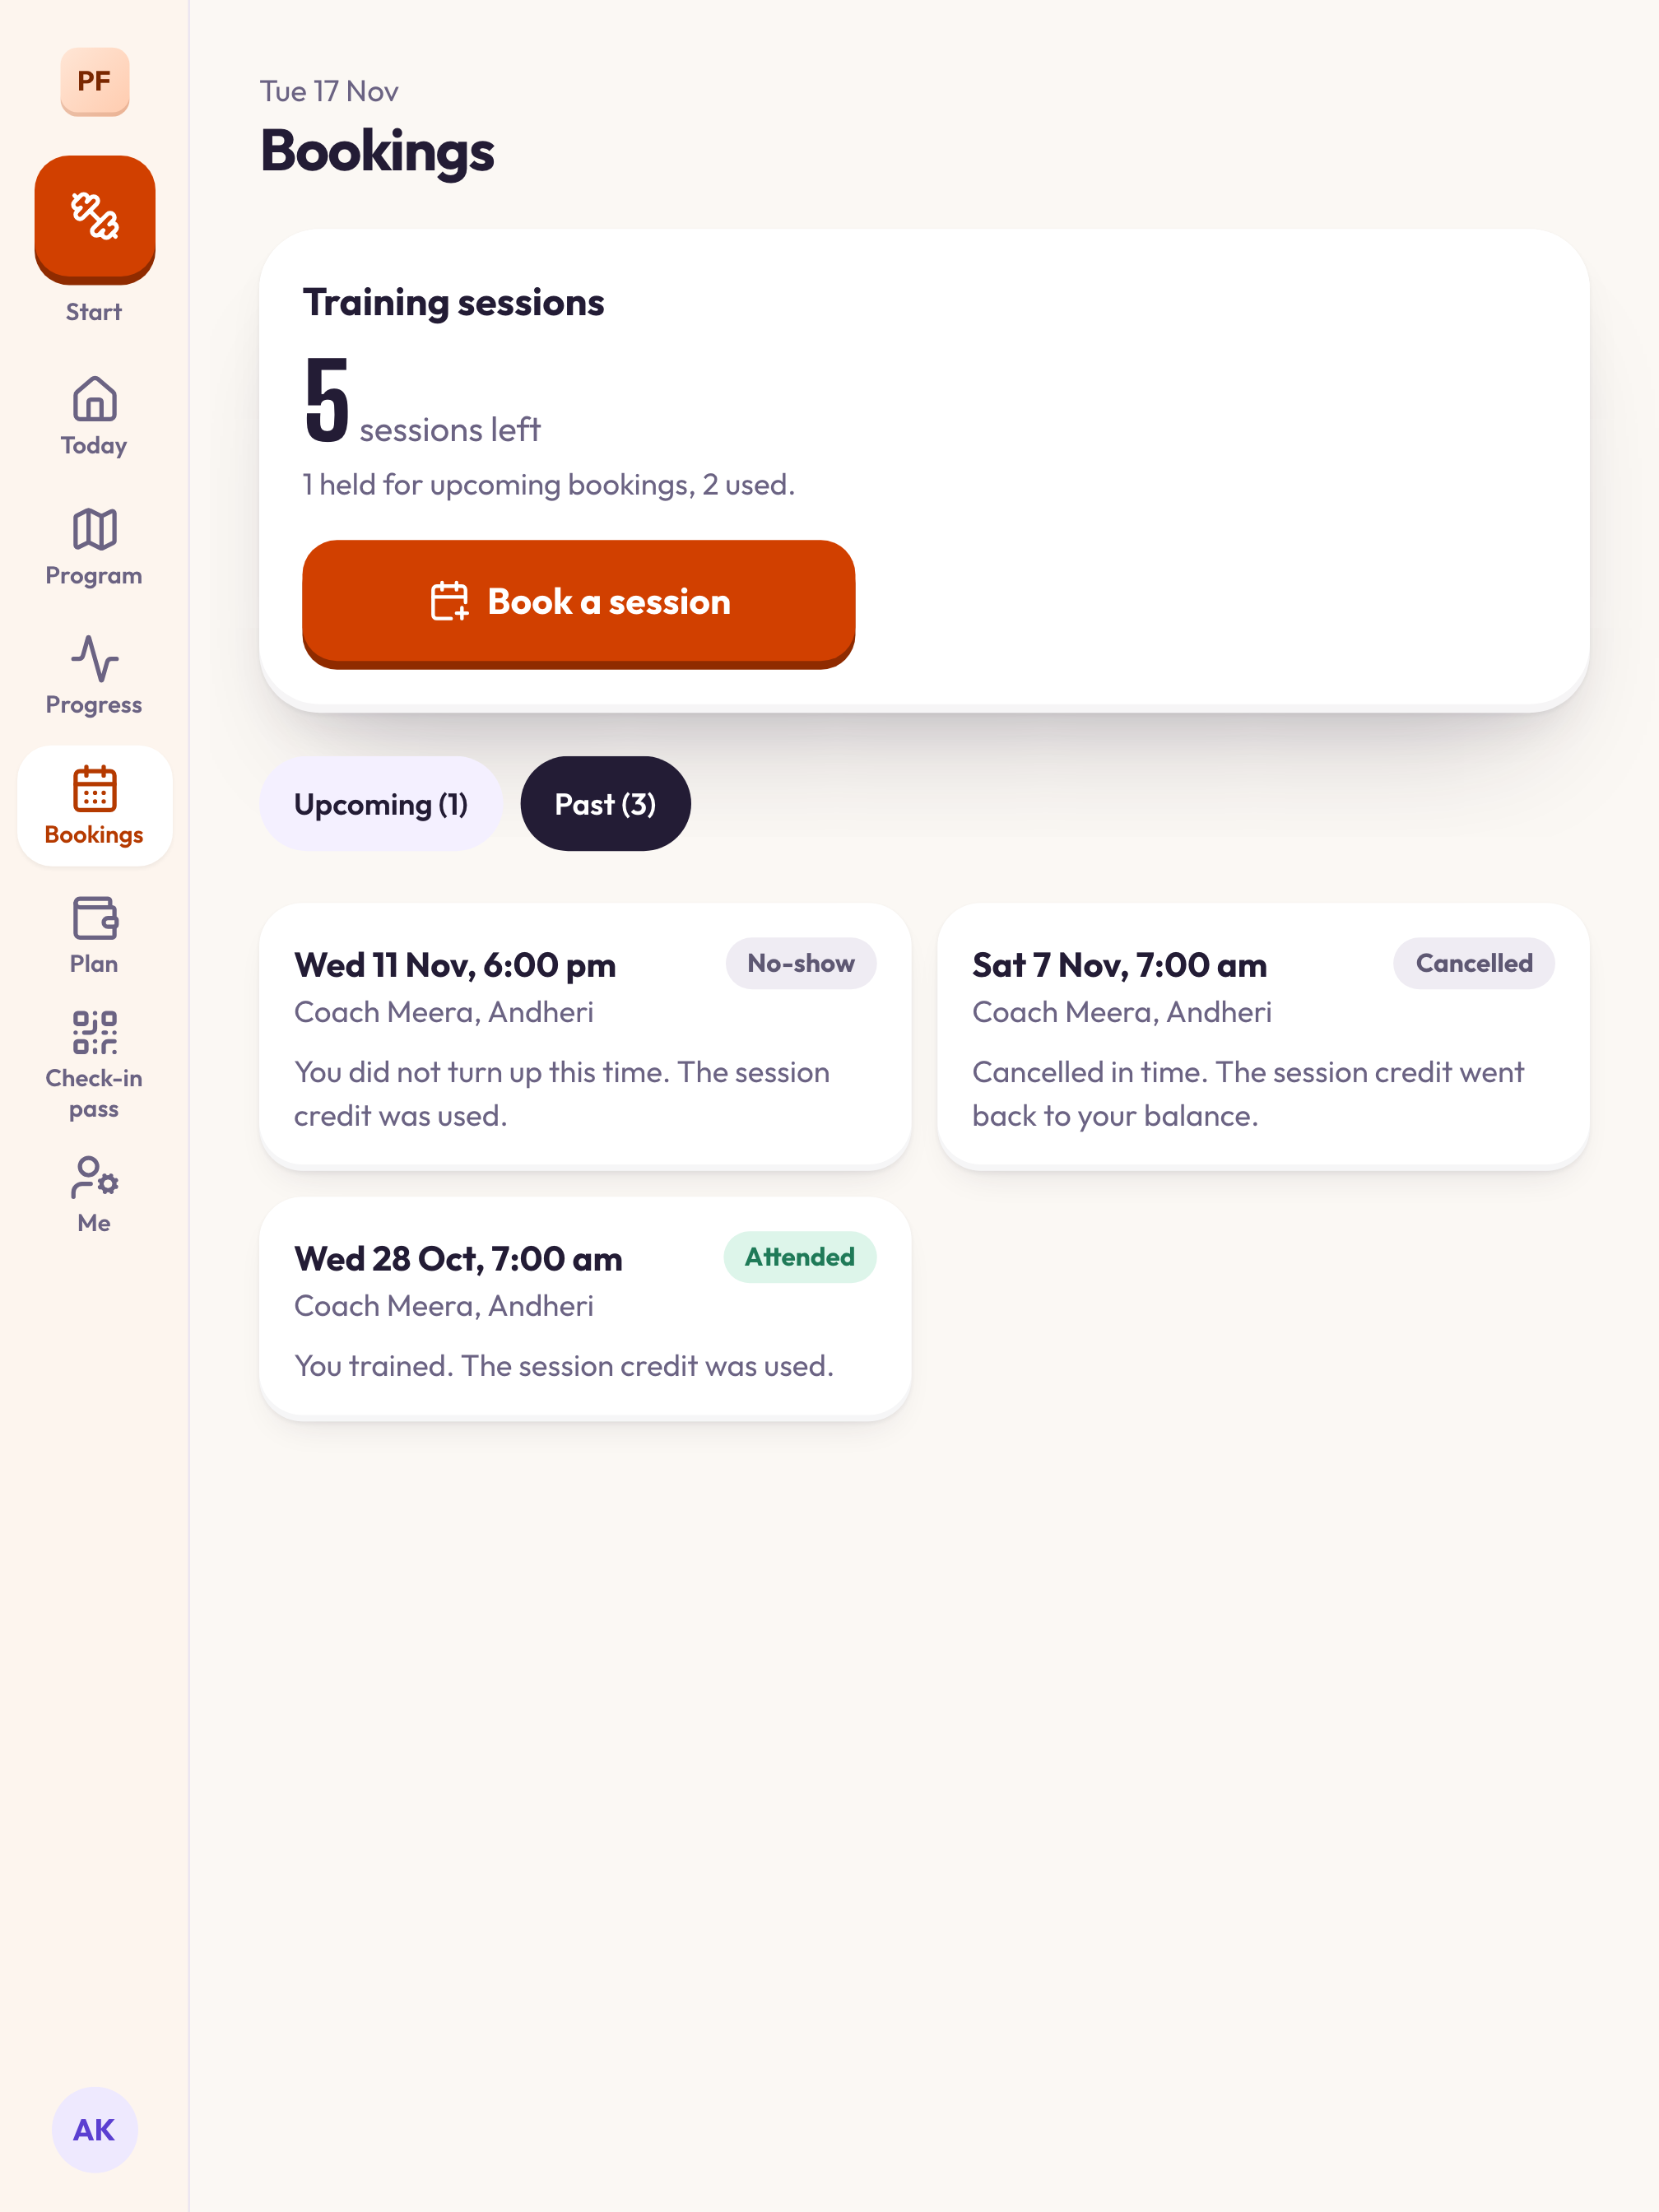 PF
Start
Today
Program
Progress
Bookings
Plan
Check-in
pass
Me
AK
Tue 17 Nov
Bookings
Training sessions
5 sessions left
1 held for upcoming bookings, 2 used.
Book a session
Upcoming (1)
Past (3)
Wed 11 Nov, 6:00 pm
No-show
Coach Meera, Andheri
You did not turn up this time. The session
credit was used.
Sat 7 Nov, 7:00 am
Cancelled
Coach Meera, Andheri
Cancelled in time. The session credit went
back to your balance.
Wed 28 Oct, 7:00 am
Attended
Coach Meera, Andheri
You trained. The session credit was used.